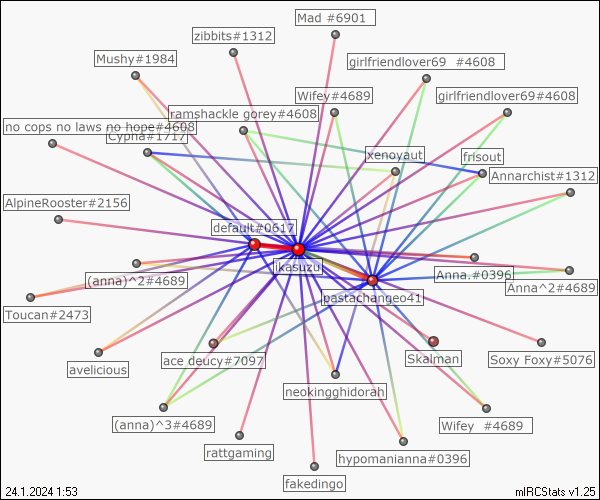 Mad #6901
zibbits#1312
Mushy#1984
girlfriendlover69 #4608
Wifey#4689
girlfriendlover69#4608
ramshackle gorey#4608
no cops no laws no hope#4608
Cypha#1717
xenoyaut
frisout
Annarchist#1312
AlpineRooster#2156
default#0617
ikasuzu
(anna)^2#4689
Anna.#0396
Anna^2#4689
pastachangeo41
Toucan#2473
ace deucy#7097
Skalman
Soxy Foxy#5076
avelicious
neokingghidorah
(anna)^3#4689
Wifey #4689
rattgaming
hypomanianna#0396
fakedingo
24.1.2024 1:53
mIRCStats v1.25